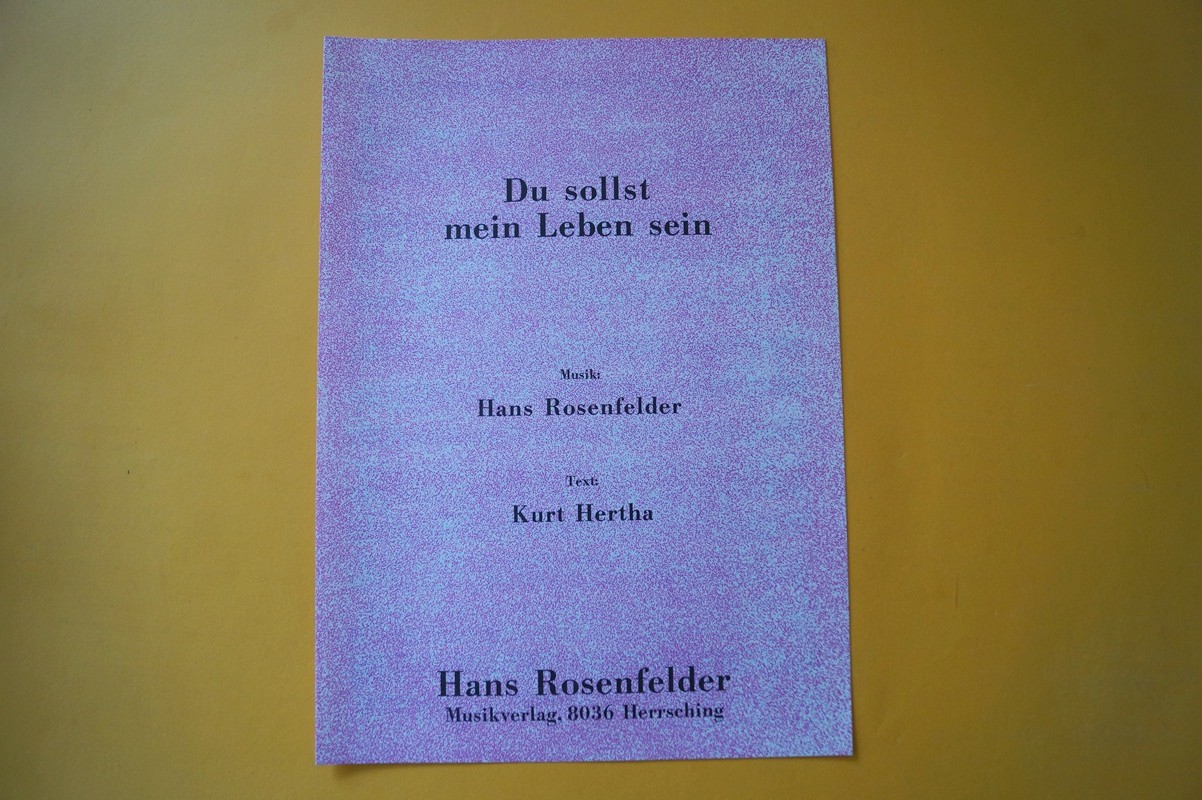 Du sollst
mein Leben sein
Musik:
Hans Rosenfelder
Text:
Kurt Hertha
Hans Rosenfelder
Musikverlag, 8036 Herrsching